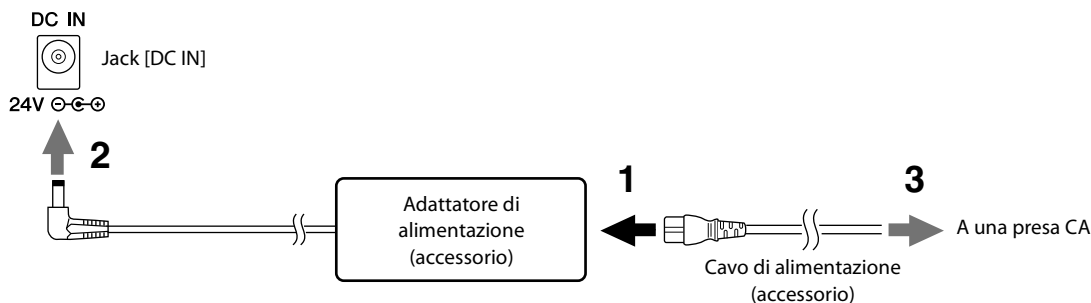 DC IN
Jack [DC IN]
24V
2
Adattatore di
alimentazione
(accessorio)
1
3
A una presa CA
Cavo di alimentazione
(accessorio)